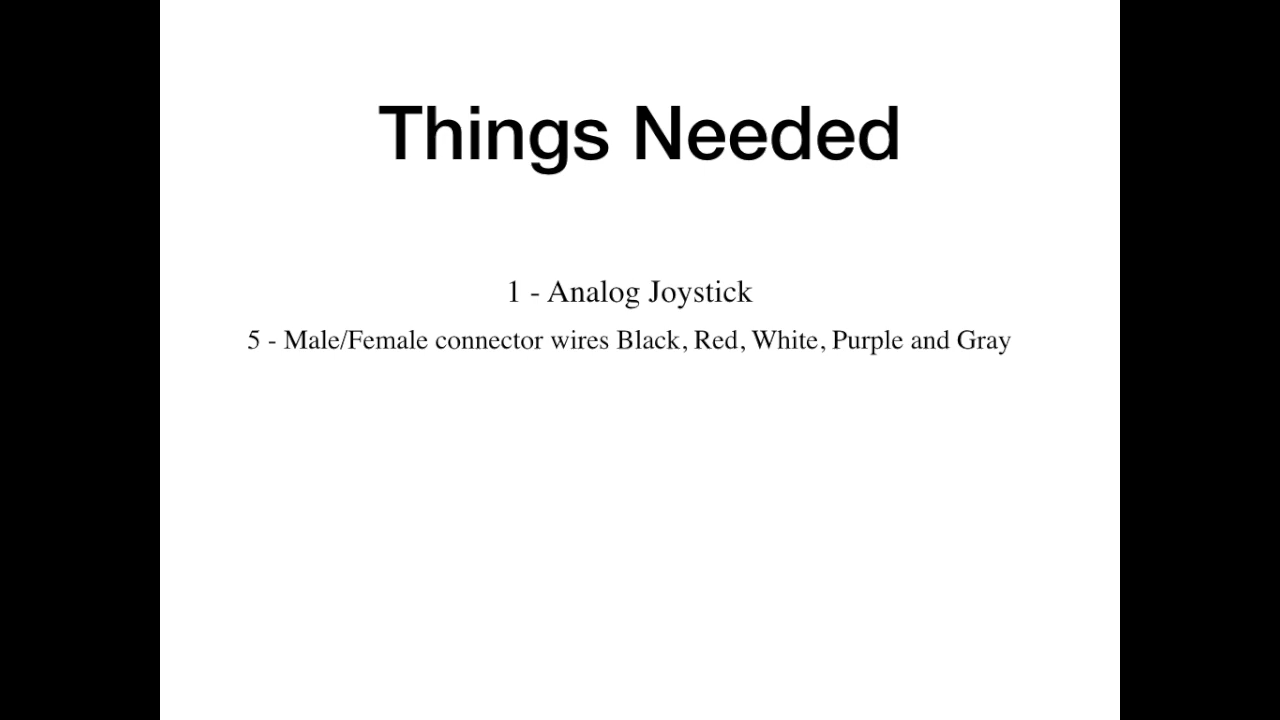 Things Needed
1 - Analog Joystick
5 - Male/Female connector wires Black, Red, White, Purple and Gray